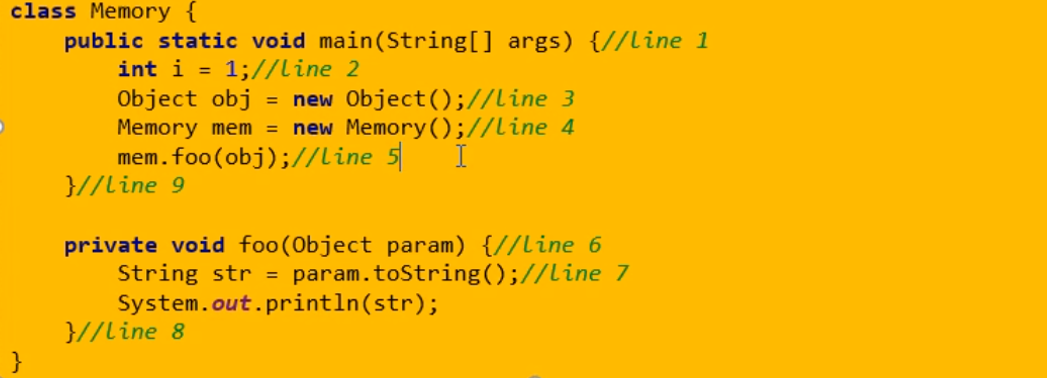 class Memory {
    public static void main(String[] args) {//line 1
        int i = 1;//line 2
        Object obj = new Object();//line 3
        Memory mem = new Memory();//line 4
        mem.foo(obj);//line 5
    }//line 9
    private void foo(Object param) {//line 6
        String str = param.toString();//line 7
        System.out.println(str);
    }//line 8
}